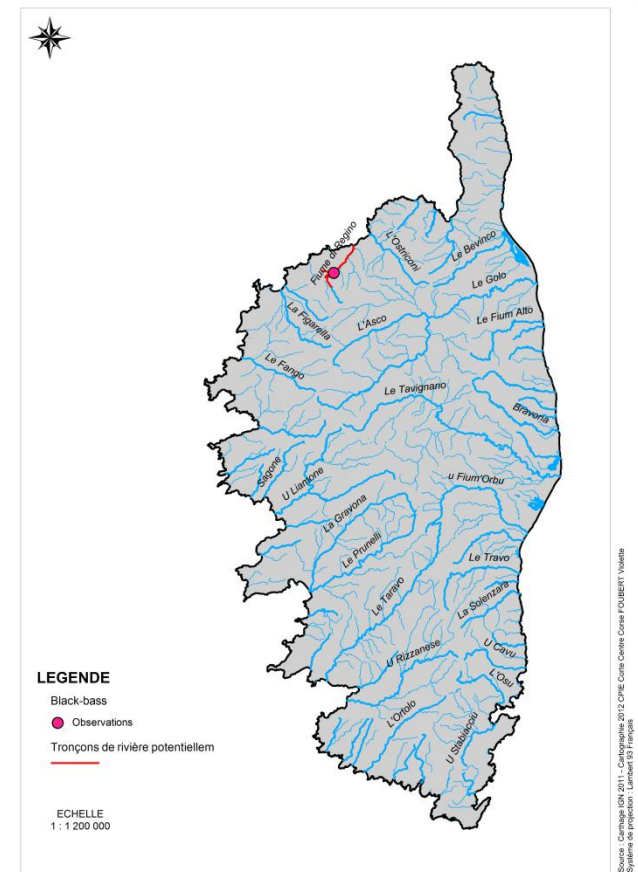 Fiume di Regino
L'Ostriconi
Le Bevinco
Le Golo
La Figarella
L'Asco
Le Fium Alto
Le Fango
Le Tavignano
Bravona
Sagone
U Liamone
u Fium'Orbu
La Gravona
Le Prunelli
Le Travo
Le Taravo
La Solenzara
U Rizzanese
U Cavu
L'Osu
L'Ortolo
U Stabiacciu
LEGENDE
Black-bass
Observations
Tronçons de rivière potentiellem
ECHELLE
1 : 1 200 000
Source : Carthage IGN 2011 - Cartographie 2012 CPIE Corte Centre Corse FOUBERT Violette
Système de projection : Lambert 93 Français